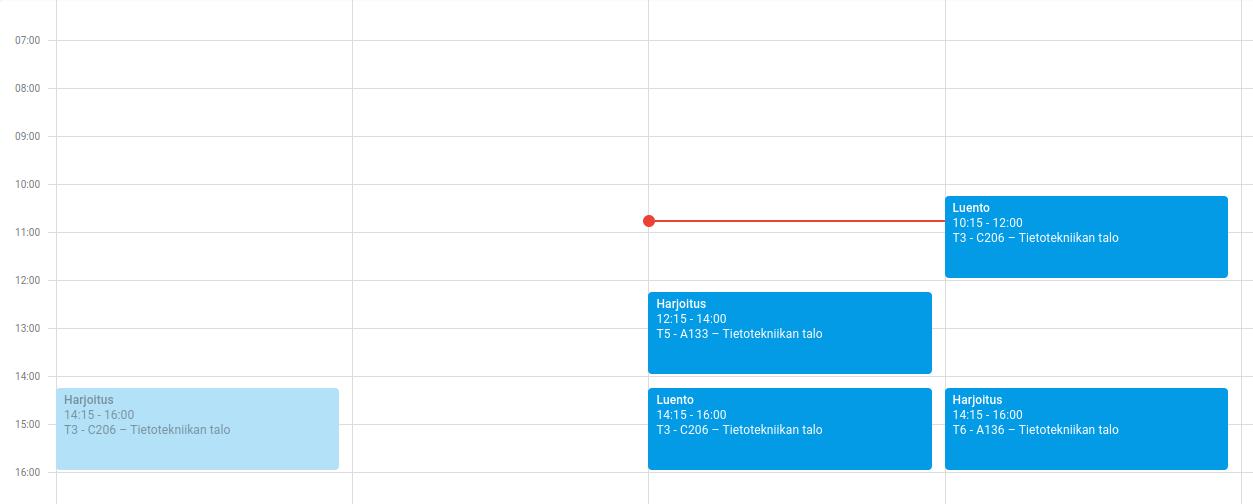 07:00
08:00
09:00
10:00
11:00
12:00
13:00
14:00
15:00
16:00
Harjoitus
14:15 - 16:00
T3 - C206 – Tietotekniikan talo
Harjoitus
12:15 - 14:00
T5 - A133 – Tietotekniikan talo
Luento
14:15 - 16:00
T3 - C206 – Tietotekniikan talo
Luento
10:15 - 12:00
T3 - C206 – Tietotekniikan talo
Harjoitus
14:15 - 16:00
T6 - A136 – Tietotekniikan talo